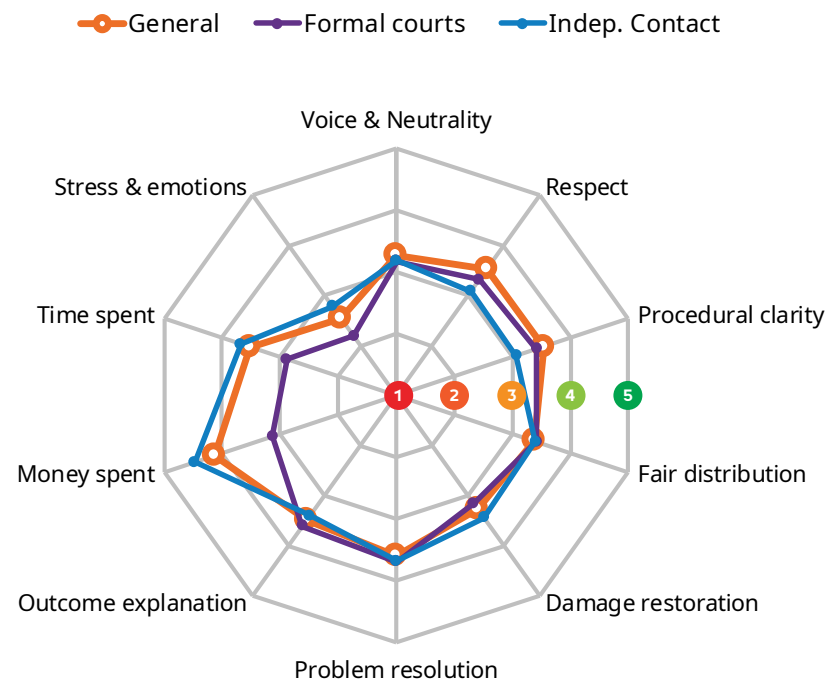 General Formal courts Indep. Contact
Voice & Neutrality
Stress & emotions Respect
Time spent Procedural clarity
1 2 3 4 5
Money spent Fair distribution
Outcome explanation Damage restoration
Problem resolution